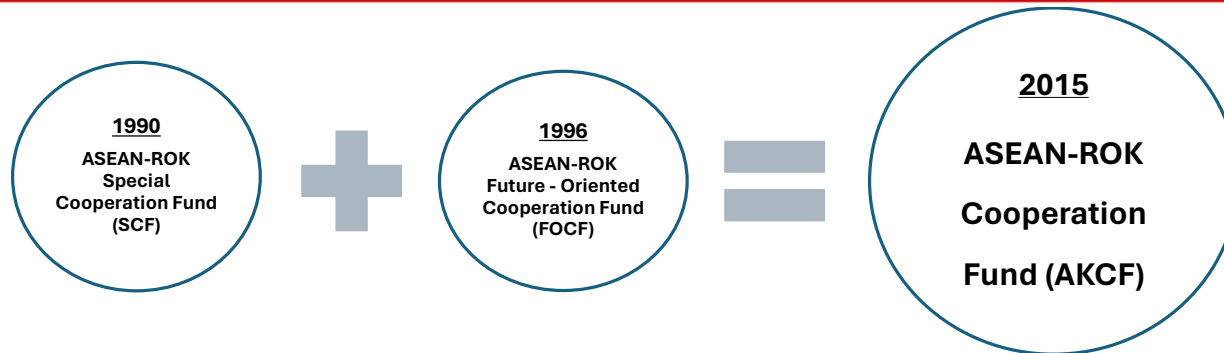 1990
ASEAN-ROK
Special
Cooperation Fund
(SCF)
1996
ASEAN-ROK
Future - Oriented
Cooperation Fund
(FOCF)
2015
ASEAN-ROK
Cooperation
Fund (AKCF)